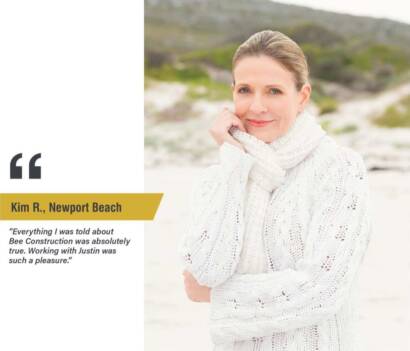 “
Kim R., Newport Beach
"Everything I was told about
Bee Construction was absolutely
true. Working with Justin was
such a pleasure."